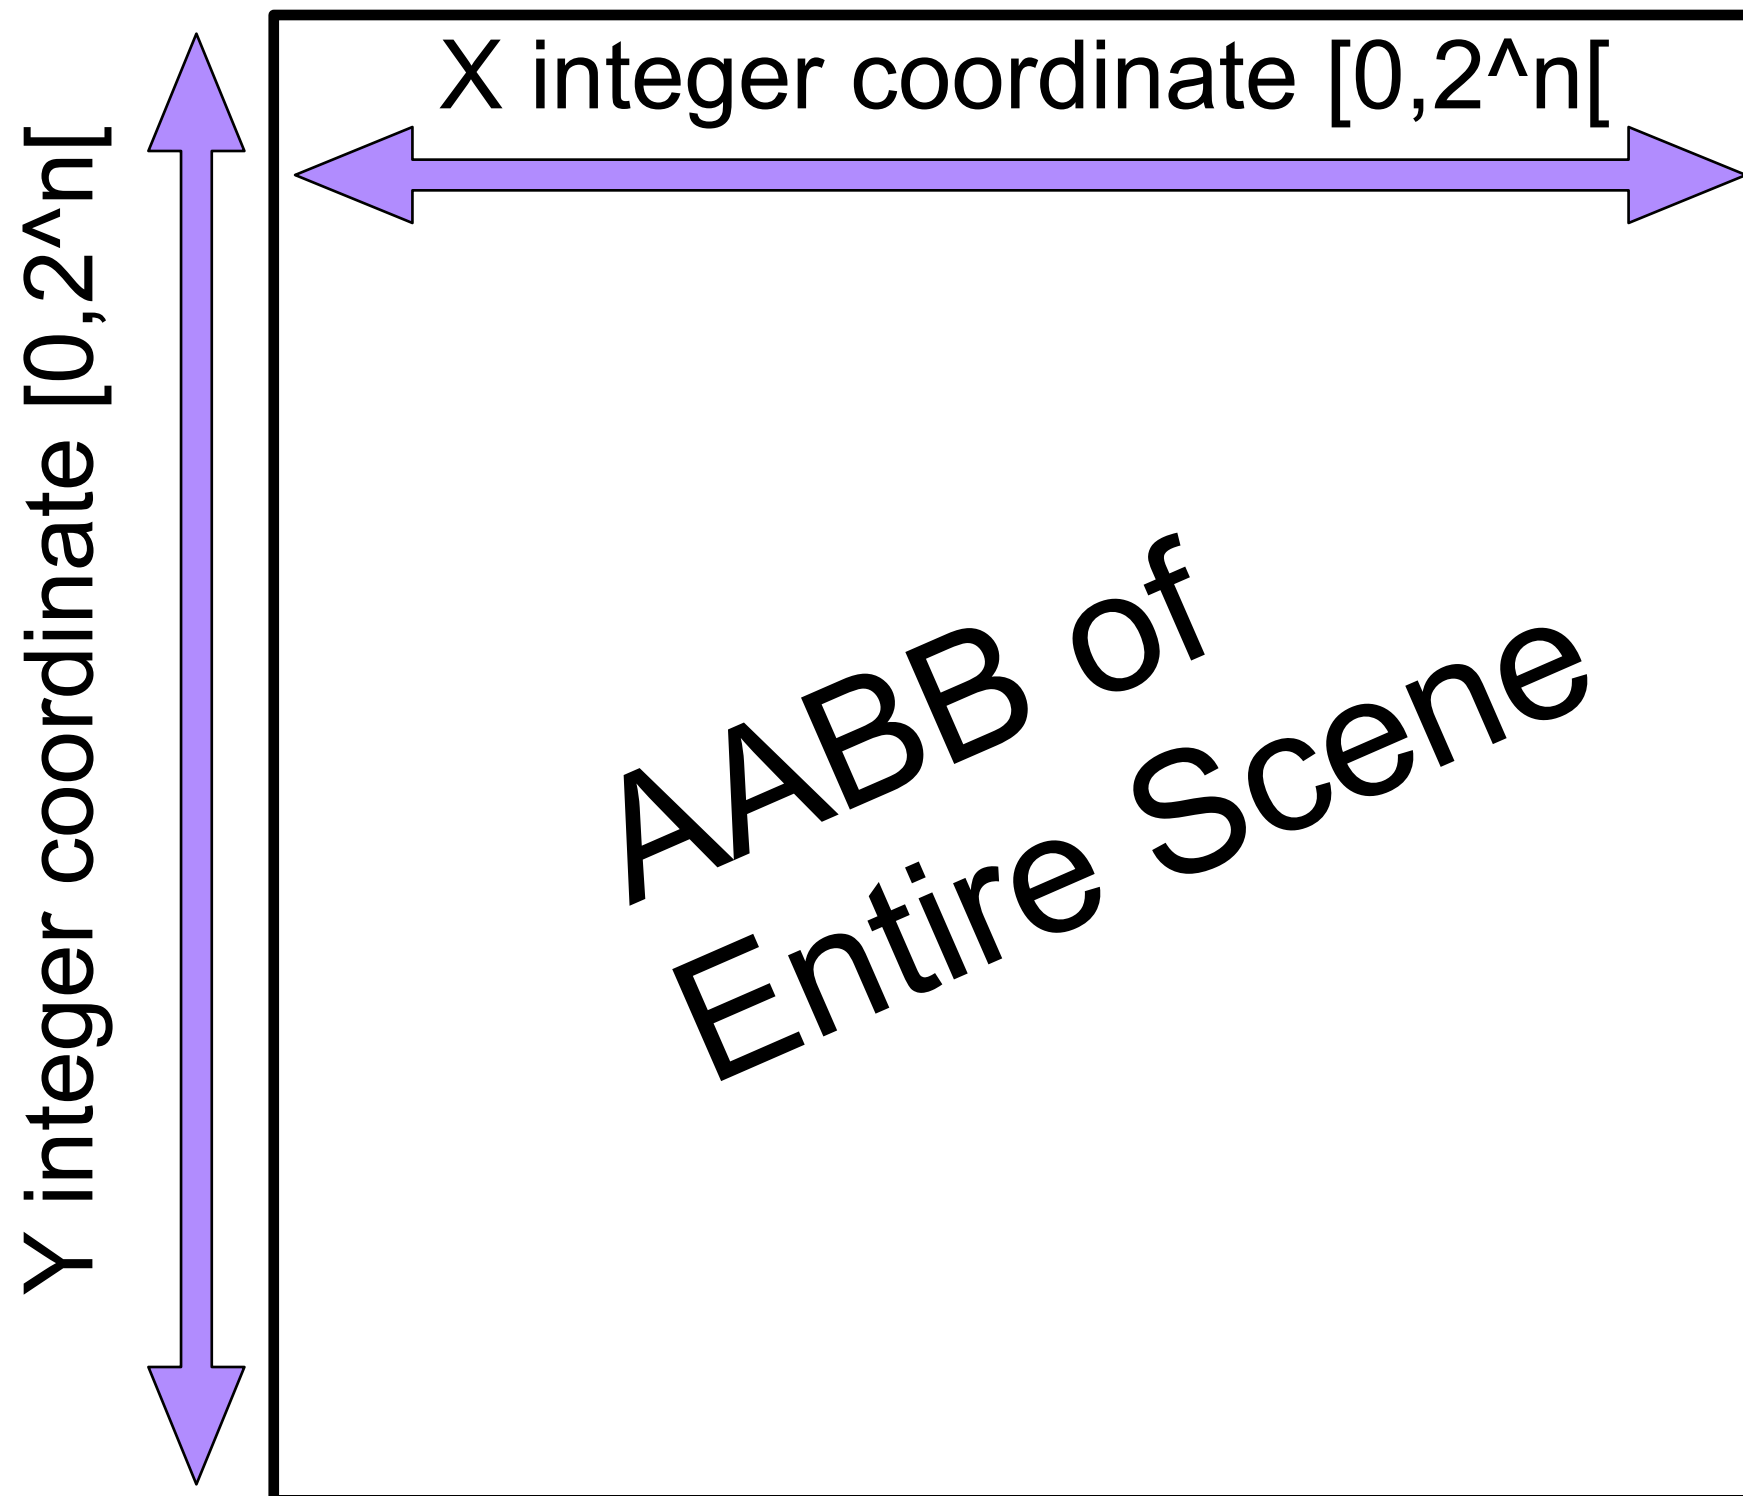 X integer coordinate [0,2^n[
Y integer coordinate [0,2^n[
AABB of
Entire Scene